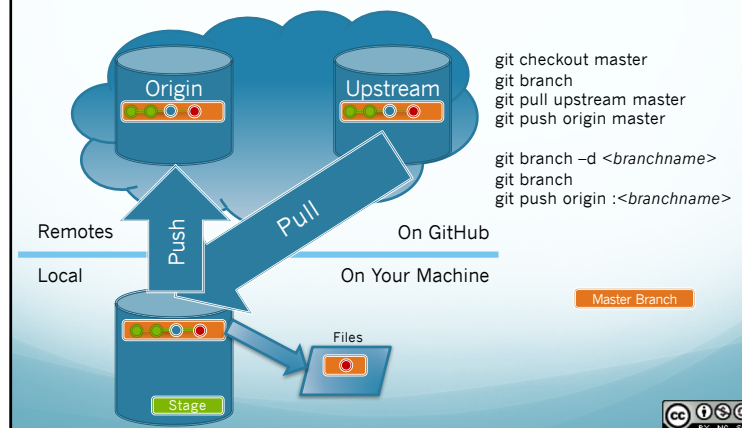 Origin
Upstream
git checkout master
git branch
git pull upstream master
git push origin master
git branch –d <branchname>
git branch
git push origin :<branchname>
Push
Pull
Remotes
On GitHub
Local
On Your Machine
Master Branch
Files
Stage
cc